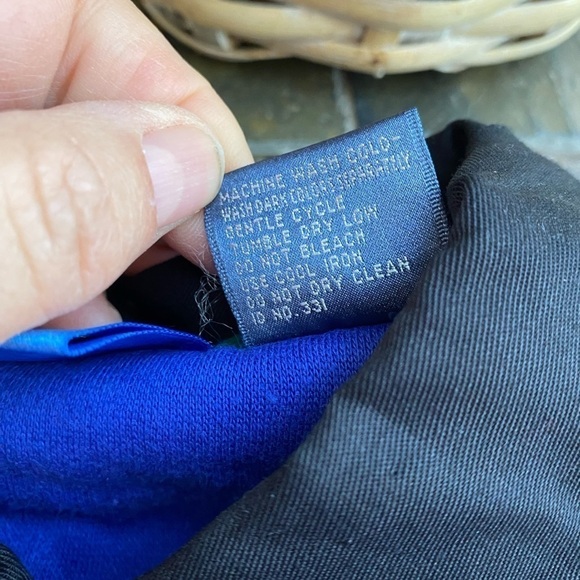 MACHINE WASH COLD-
WASH DARK COLORS SEPARATELY
GENTLE CYCLE
TUMBLE DRY LOW
DO NOT BLEACH
USE COOL IRON
DO NOT DRY CLEAN
ID NO. 331